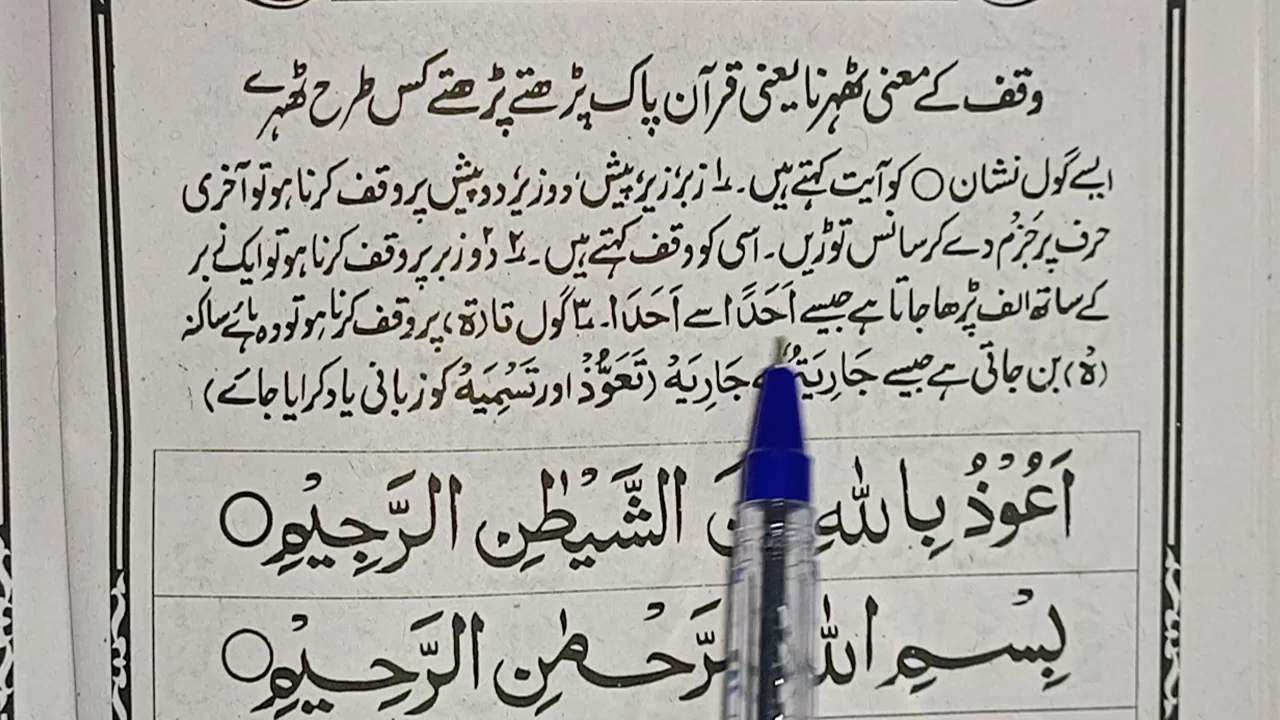 وقف کے معنی ٹھہرنا یعنی قرآن پاک پڑھتے پڑھتے کس طرح ٹھہرے
ایسے گول نشان ○ کو آیت کہتے ہیں۔ ۱؎ زبر، زیر، پیش، دو زیر، دو پیش پر وقف کرنا ہو تو آخری
حرف پر جَزْم دے کر سانس توڑیں۔ اسی کو وقف کہتے ہیں۔ ۲؎ دو زبر پر وقف کرنا ہو تو ایک زبر
کے ساتھ الف پڑھا جاتا ہے جیسے اَحَدًا سے اَحَدَا۔ ۳؎ گول تا (ۃ) پر وقف کرنا ہو تو وہ ہائے ساکنہ
(ہْ) بن جاتی ہے جیسے جَارِیَۃٌ سے جَارِیَہْ (تَعَوُّذْ اور تَسْمِیَہْ کو زبانی یاد کرایا جائے)
اَعُوْذُ بِاللّٰهِ الشَّيْطٰنِ الرَّجِيْمِ ○
بِسْمِ اللّٰهِ الرَّحْمٰنِ الرَّحِيْمِ ○